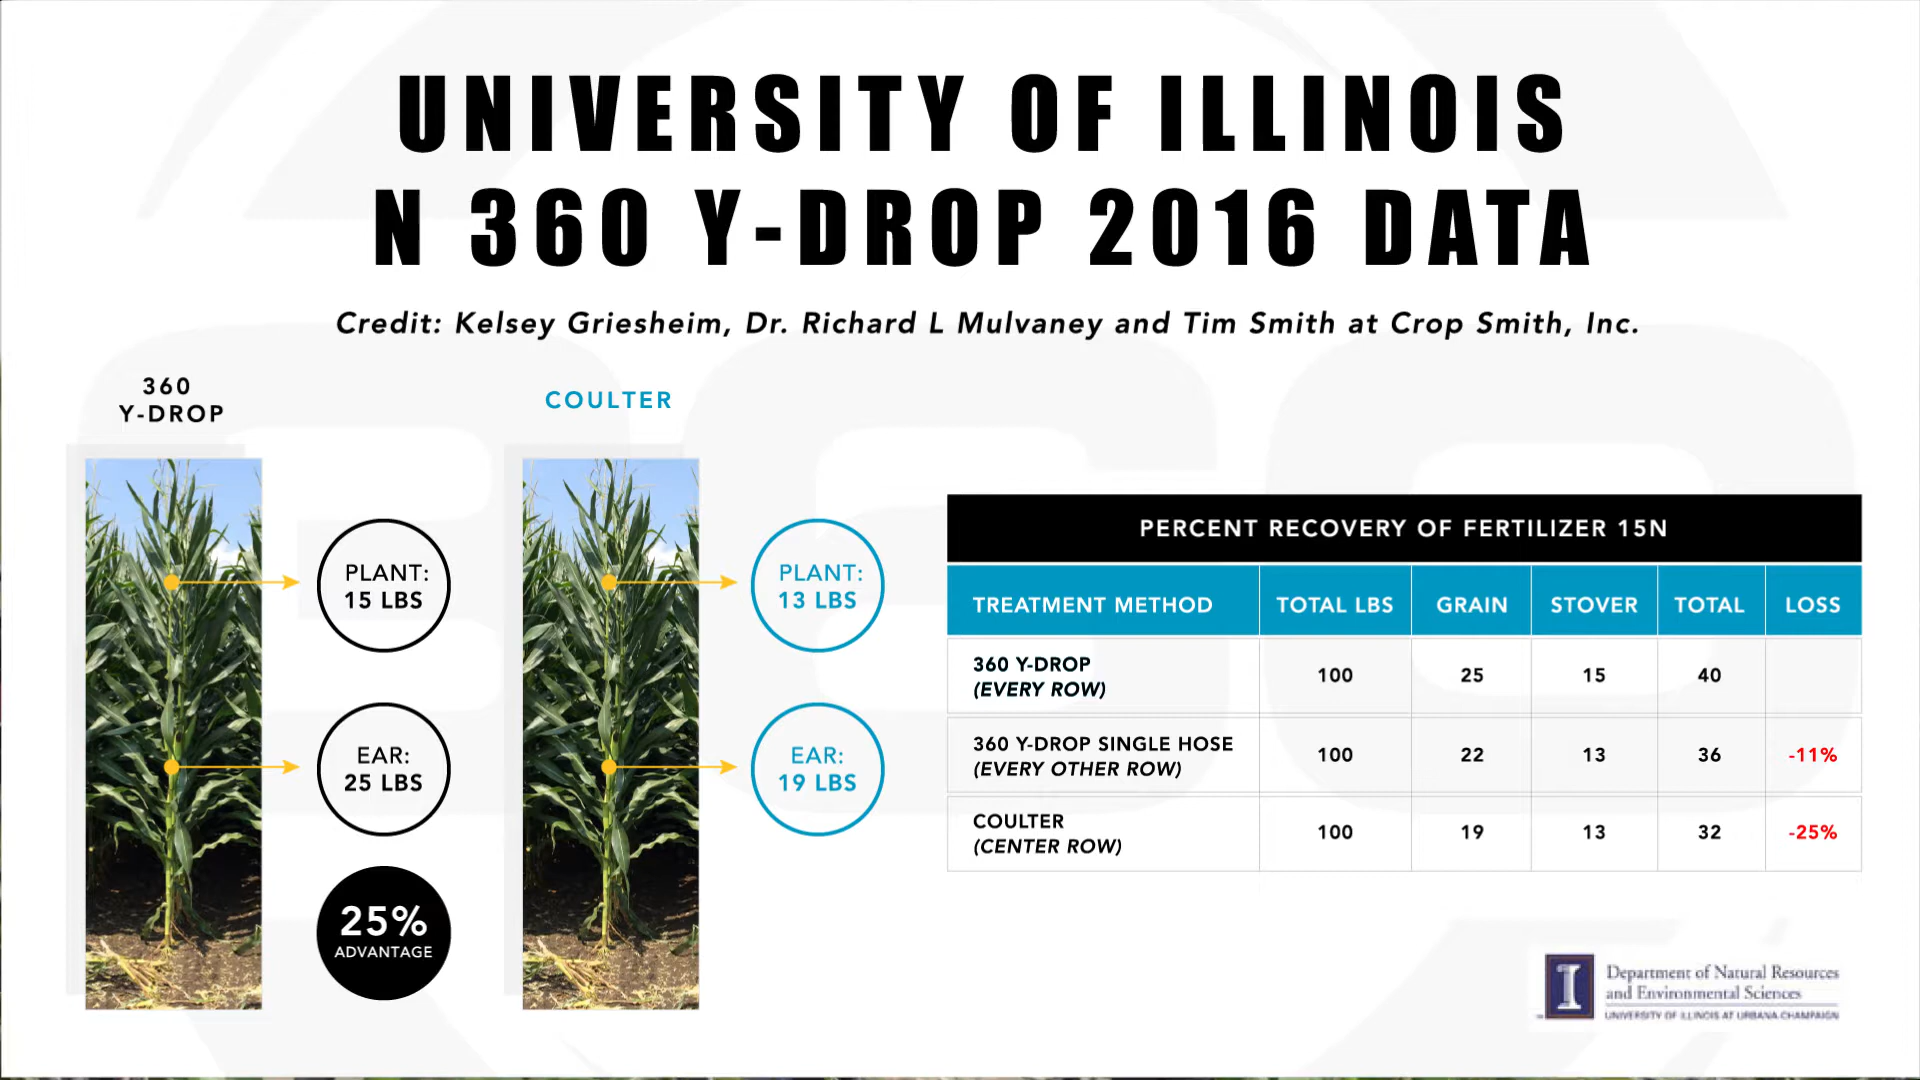 UNIVERSITY OF ILLINOIS
N 360 Y-DROP 2016 DATA
Credit: Kelsey Griesheim, Dr. Richard L Mulvaney and Tim Smith at Crop Smith, Inc.
360
Y-DROP
PLANT:
15 LBS
EAR:
25 LBS
25%
ADVANTAGE
COULTER
PLANT:
13 LBS
EAR:
19 LBS
PERCENT RECOVERY OF FERTILIZER 15N
TREATMENT METHOD TOTAL LBS GRAIN STOVER TOTAL LOSS
360 Y-DROP
(EVERY ROW) 100 25 15 40
360 Y-DROP SINGLE HOSE
(EVERY OTHER ROW) 100 22 13 36 -11%
COULTER
(CENTER ROW) 100 19 13 32 -25%
I
Department of Natural Resources
and Environmental Sciences
UNIVERSITY OF ILLINOIS AT URBANA-CHAMPAIGN